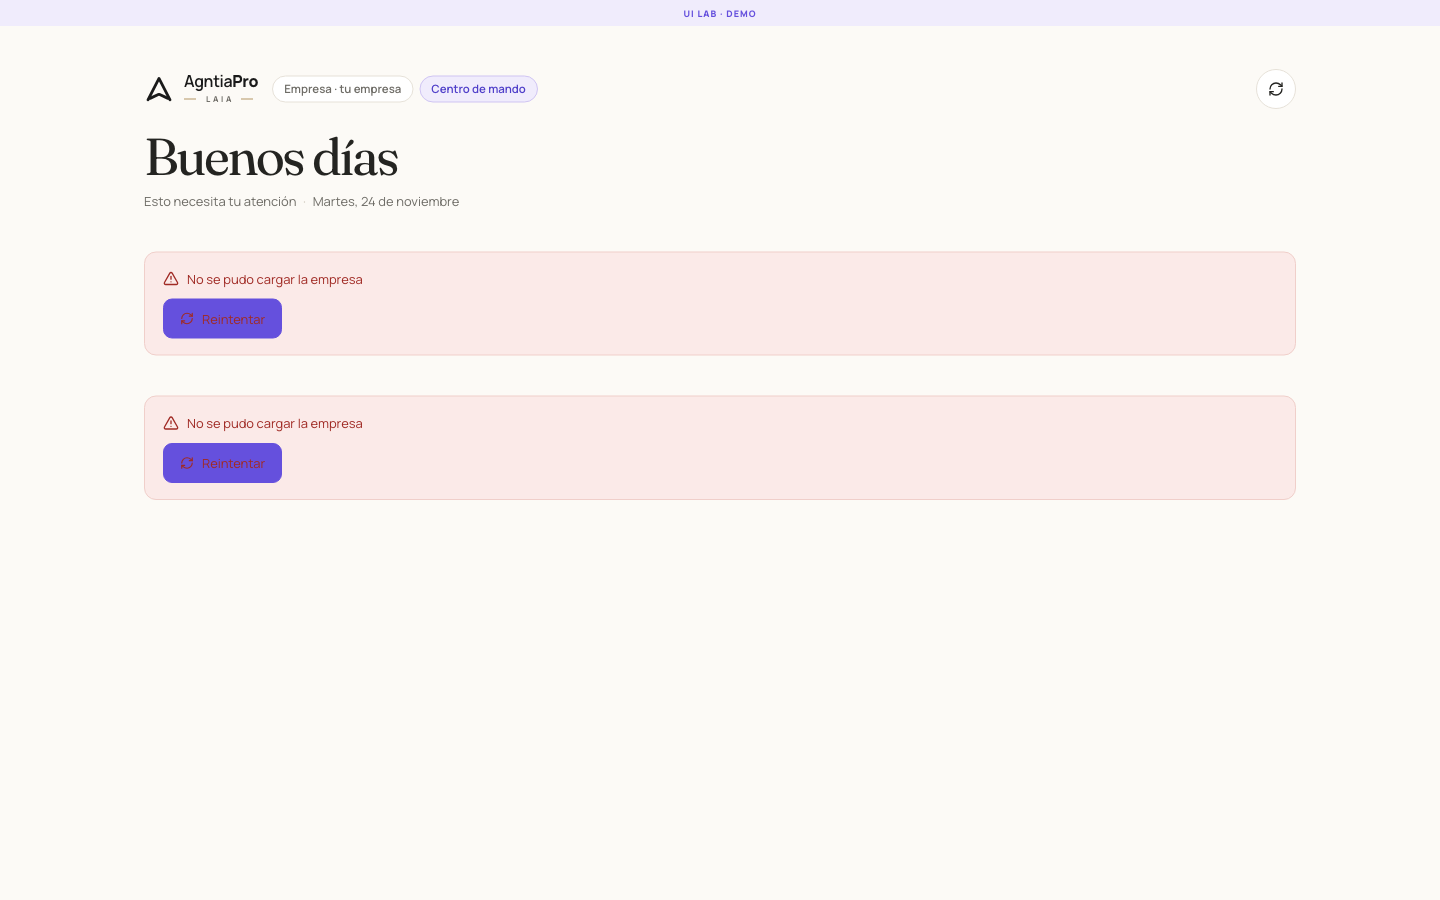 UI LAB · DEMO
AgntiaPro
LAIA
Empresa · tu empresa
Centro de mando
Buenos días
Esto necesita tu atención · Martes, 24 de noviembre
No se pudo cargar la empresa
Reintentar
No se pudo cargar la empresa
Reintentar